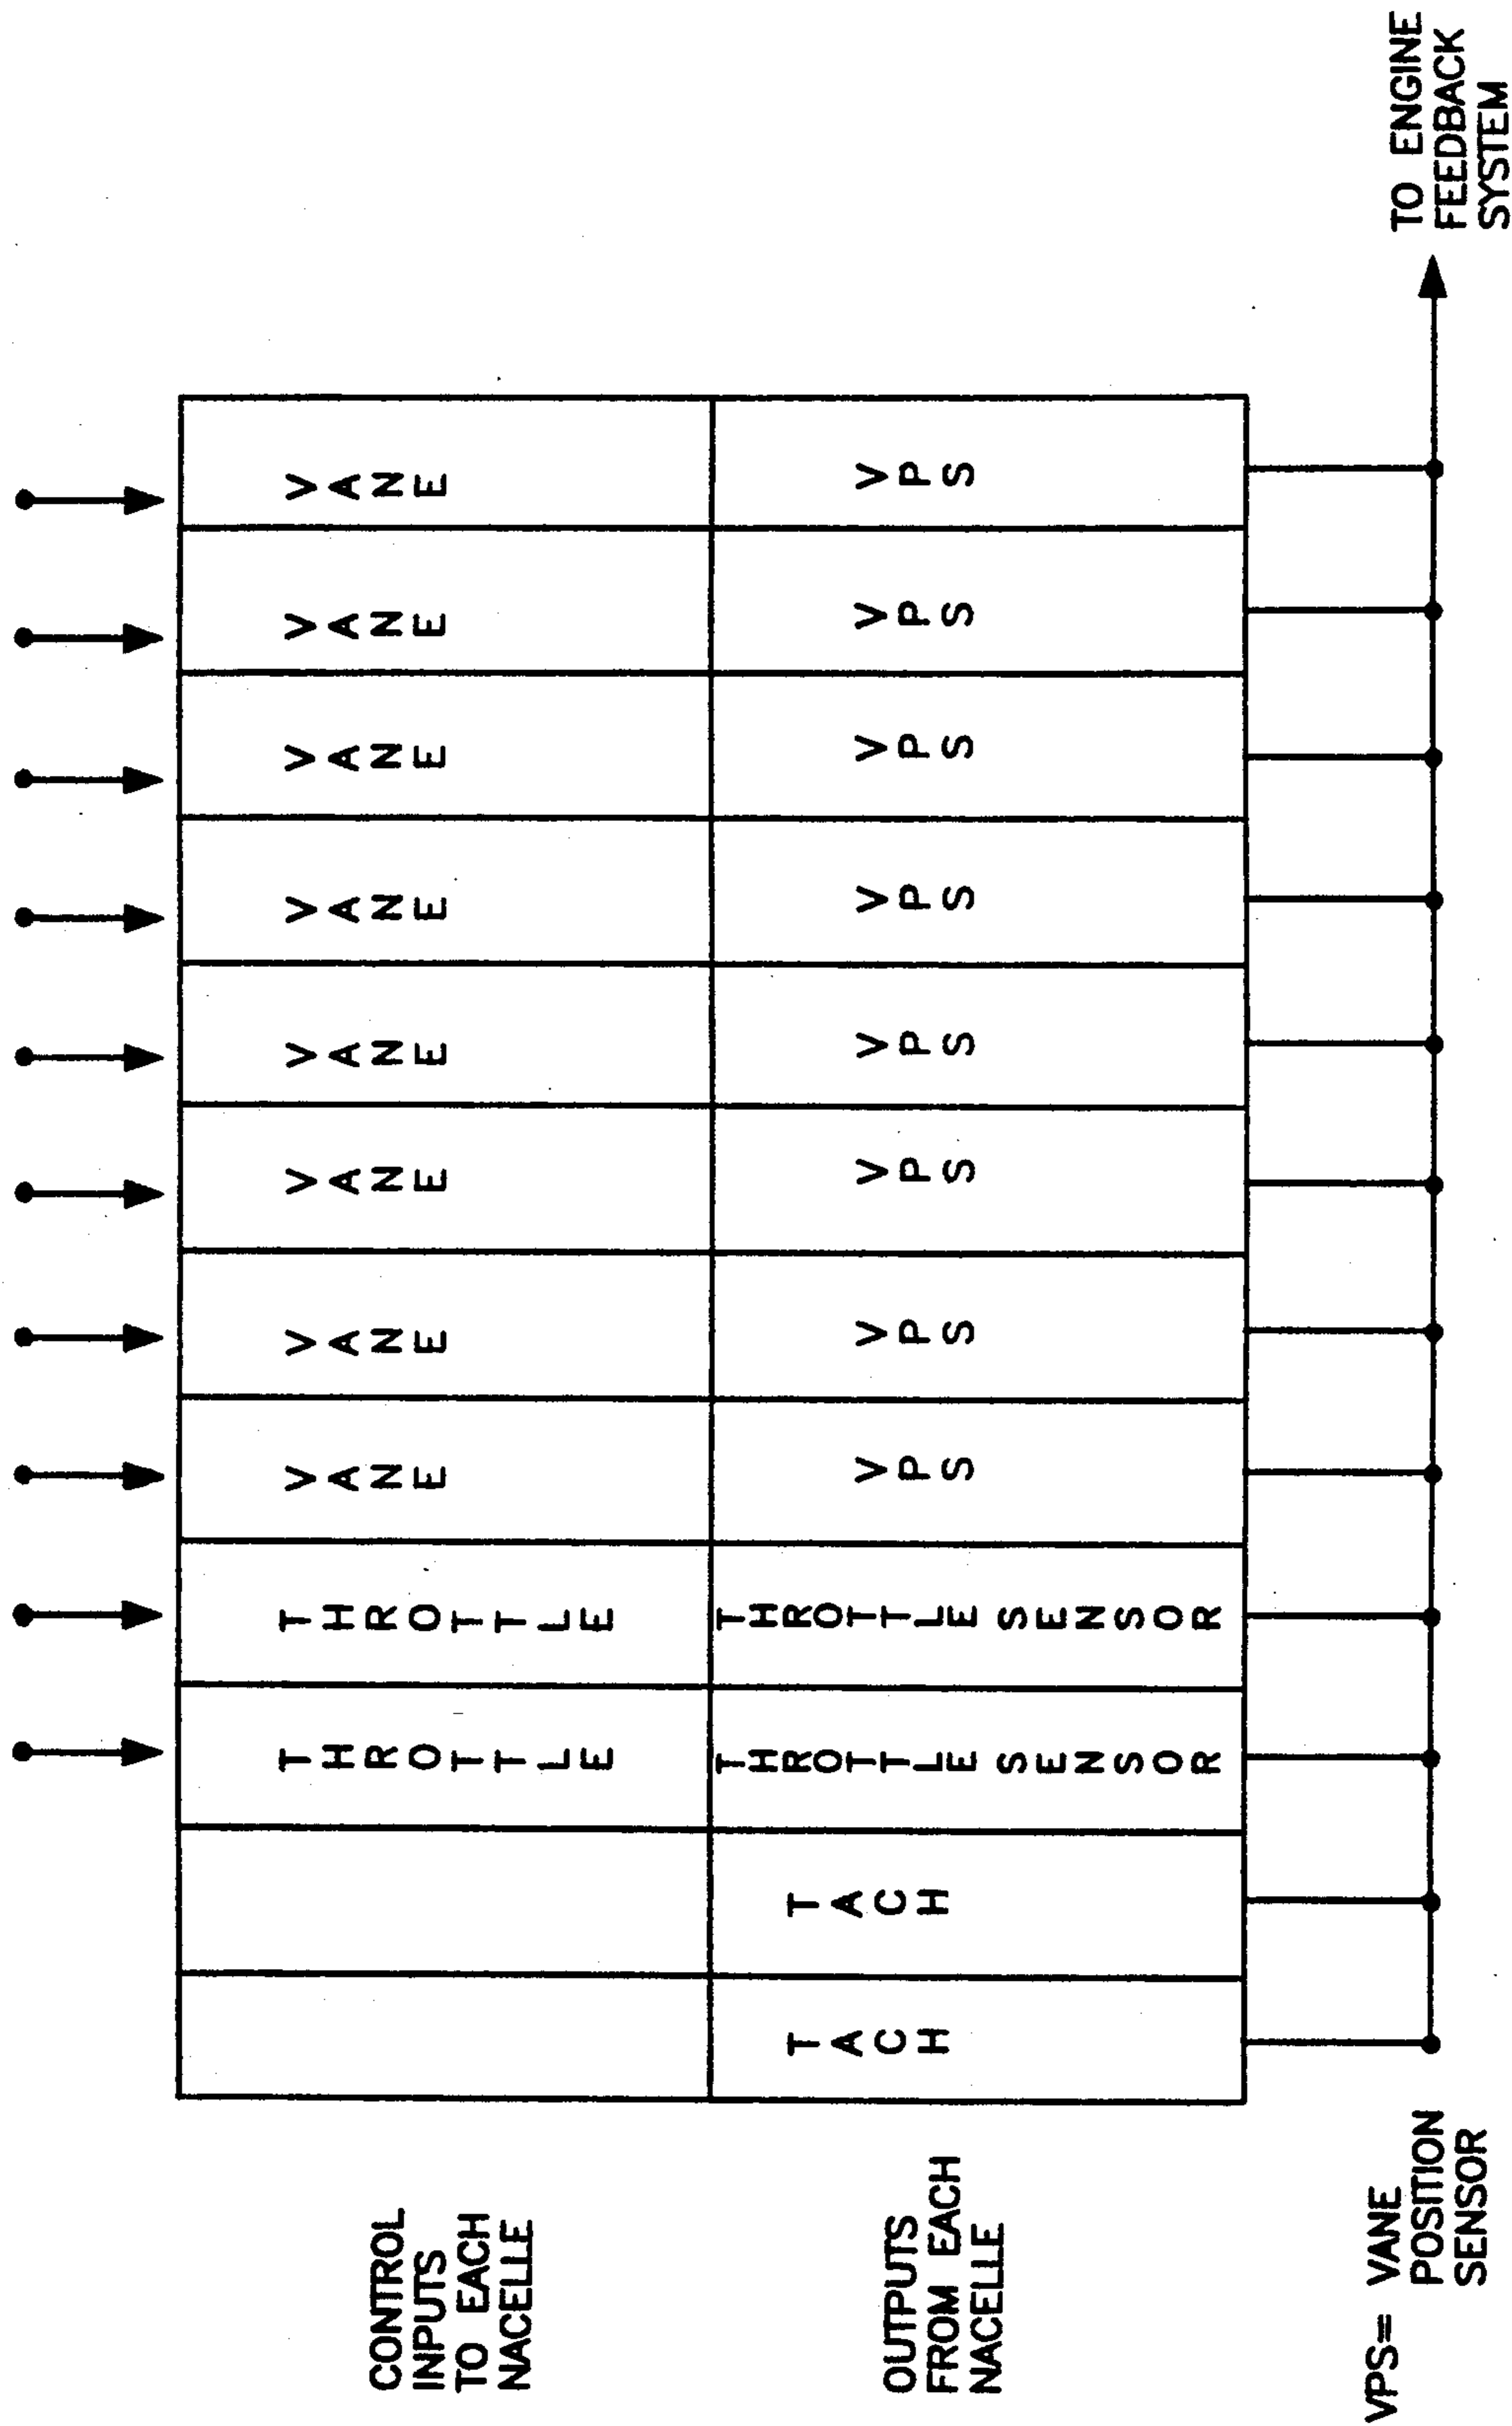 CONTROL
INPUTS
TO EACH
NACELLE
THROTTLE
THROTTLE
VANE
VANE
VANE
VANE
VANE
VANE
VANE
VANE
OUTPUTS
FROM EACH
NACELLE
TACH
TACH
THROTTLE SENSOR
THROTTLE SENSOR
VPS
VPS
VPS
VPS
VPS
VPS
VPS
VPS
VPS= VANE
POSITION
SENSOR
TO ENGINE
FEEDBACK
SYSTEM